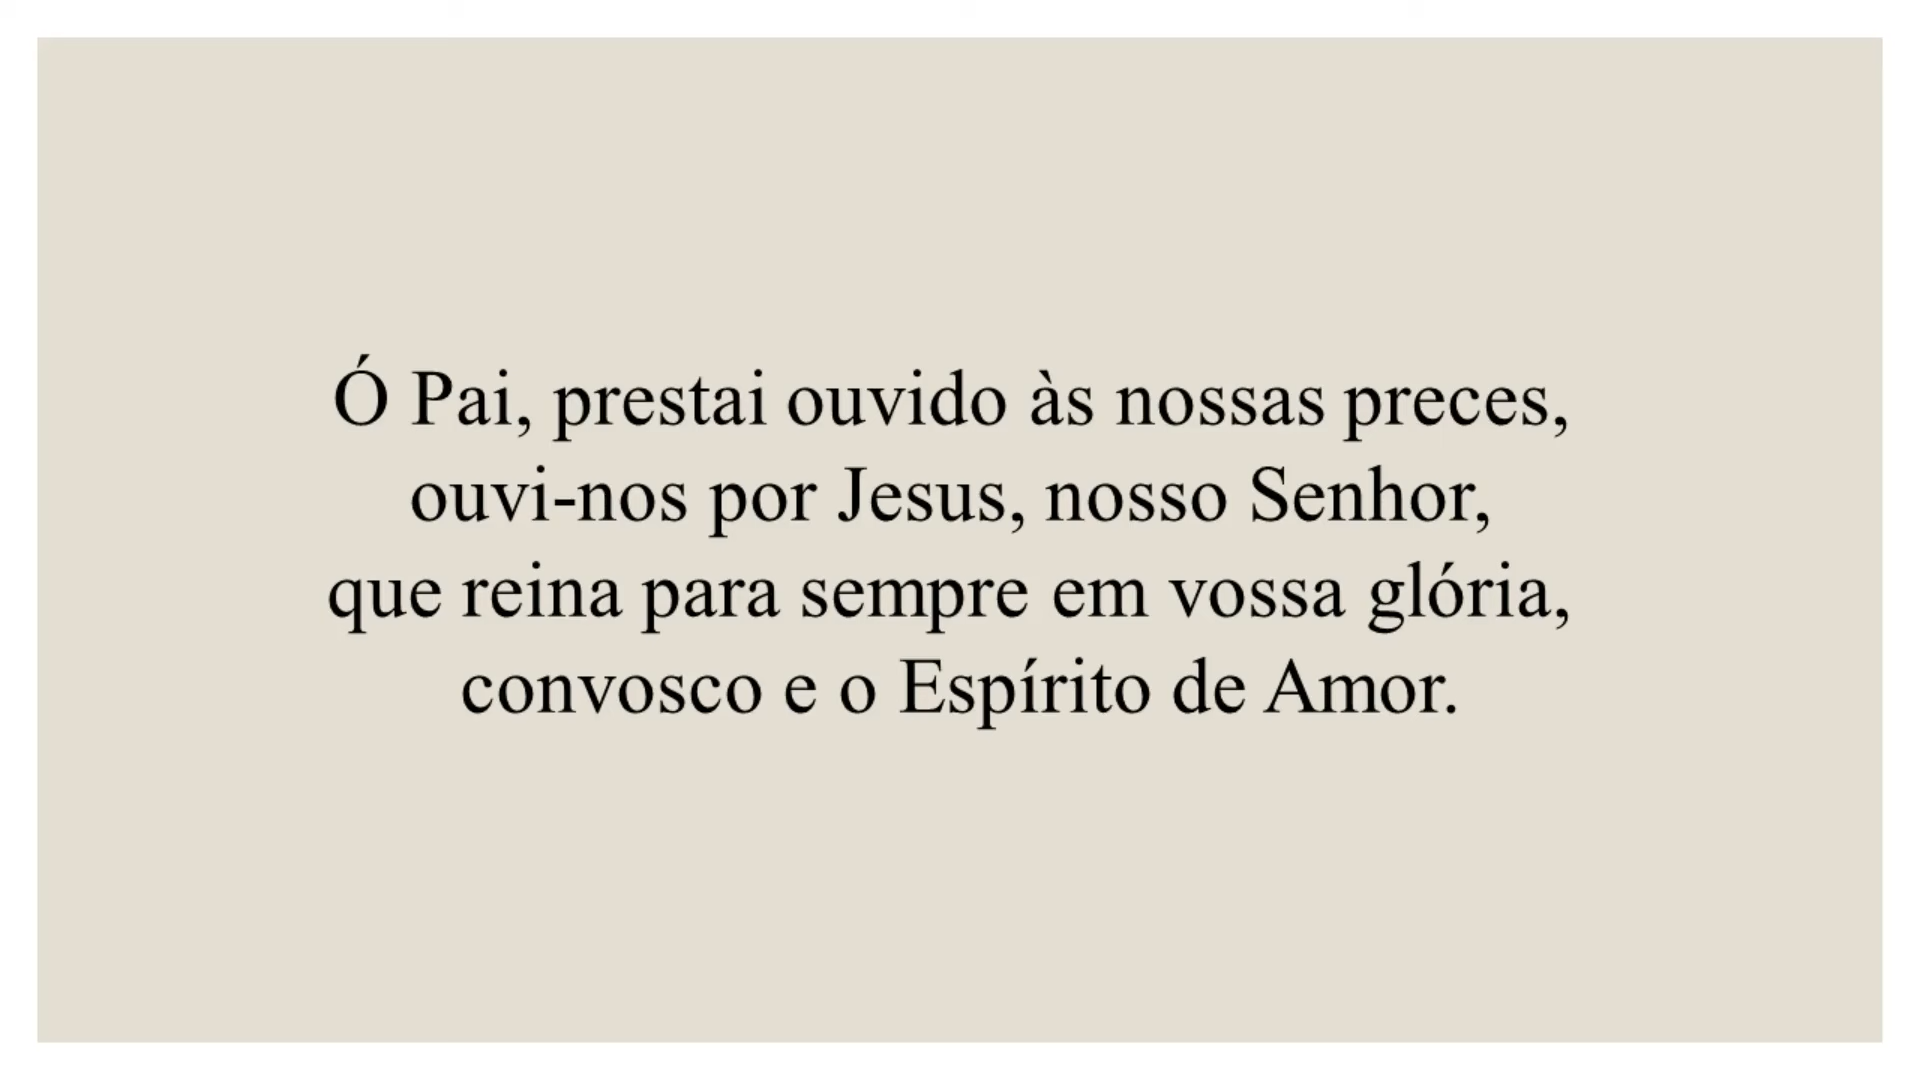 Ó Pai, prestai ouvido às nossas preces,
ouvi-nos por Jesus, nosso Senhor,
que reina para sempre em vossa glória,
convosco e o Espírito de Amor.